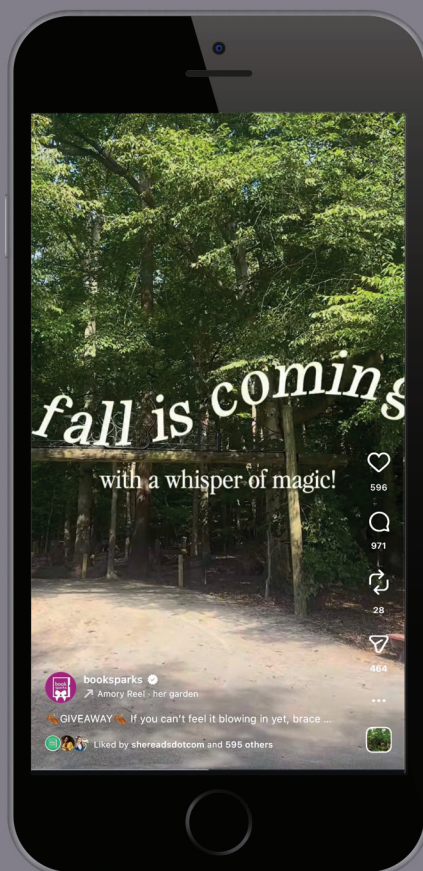 fall is coming
with a whisper of magic!
596
971
28
464
book
booksparks
Amory Reel · her garden
GIVEAWAY If you can't feel it blowing in yet, brace ...
Liked by shereadsdotcom and 595 others